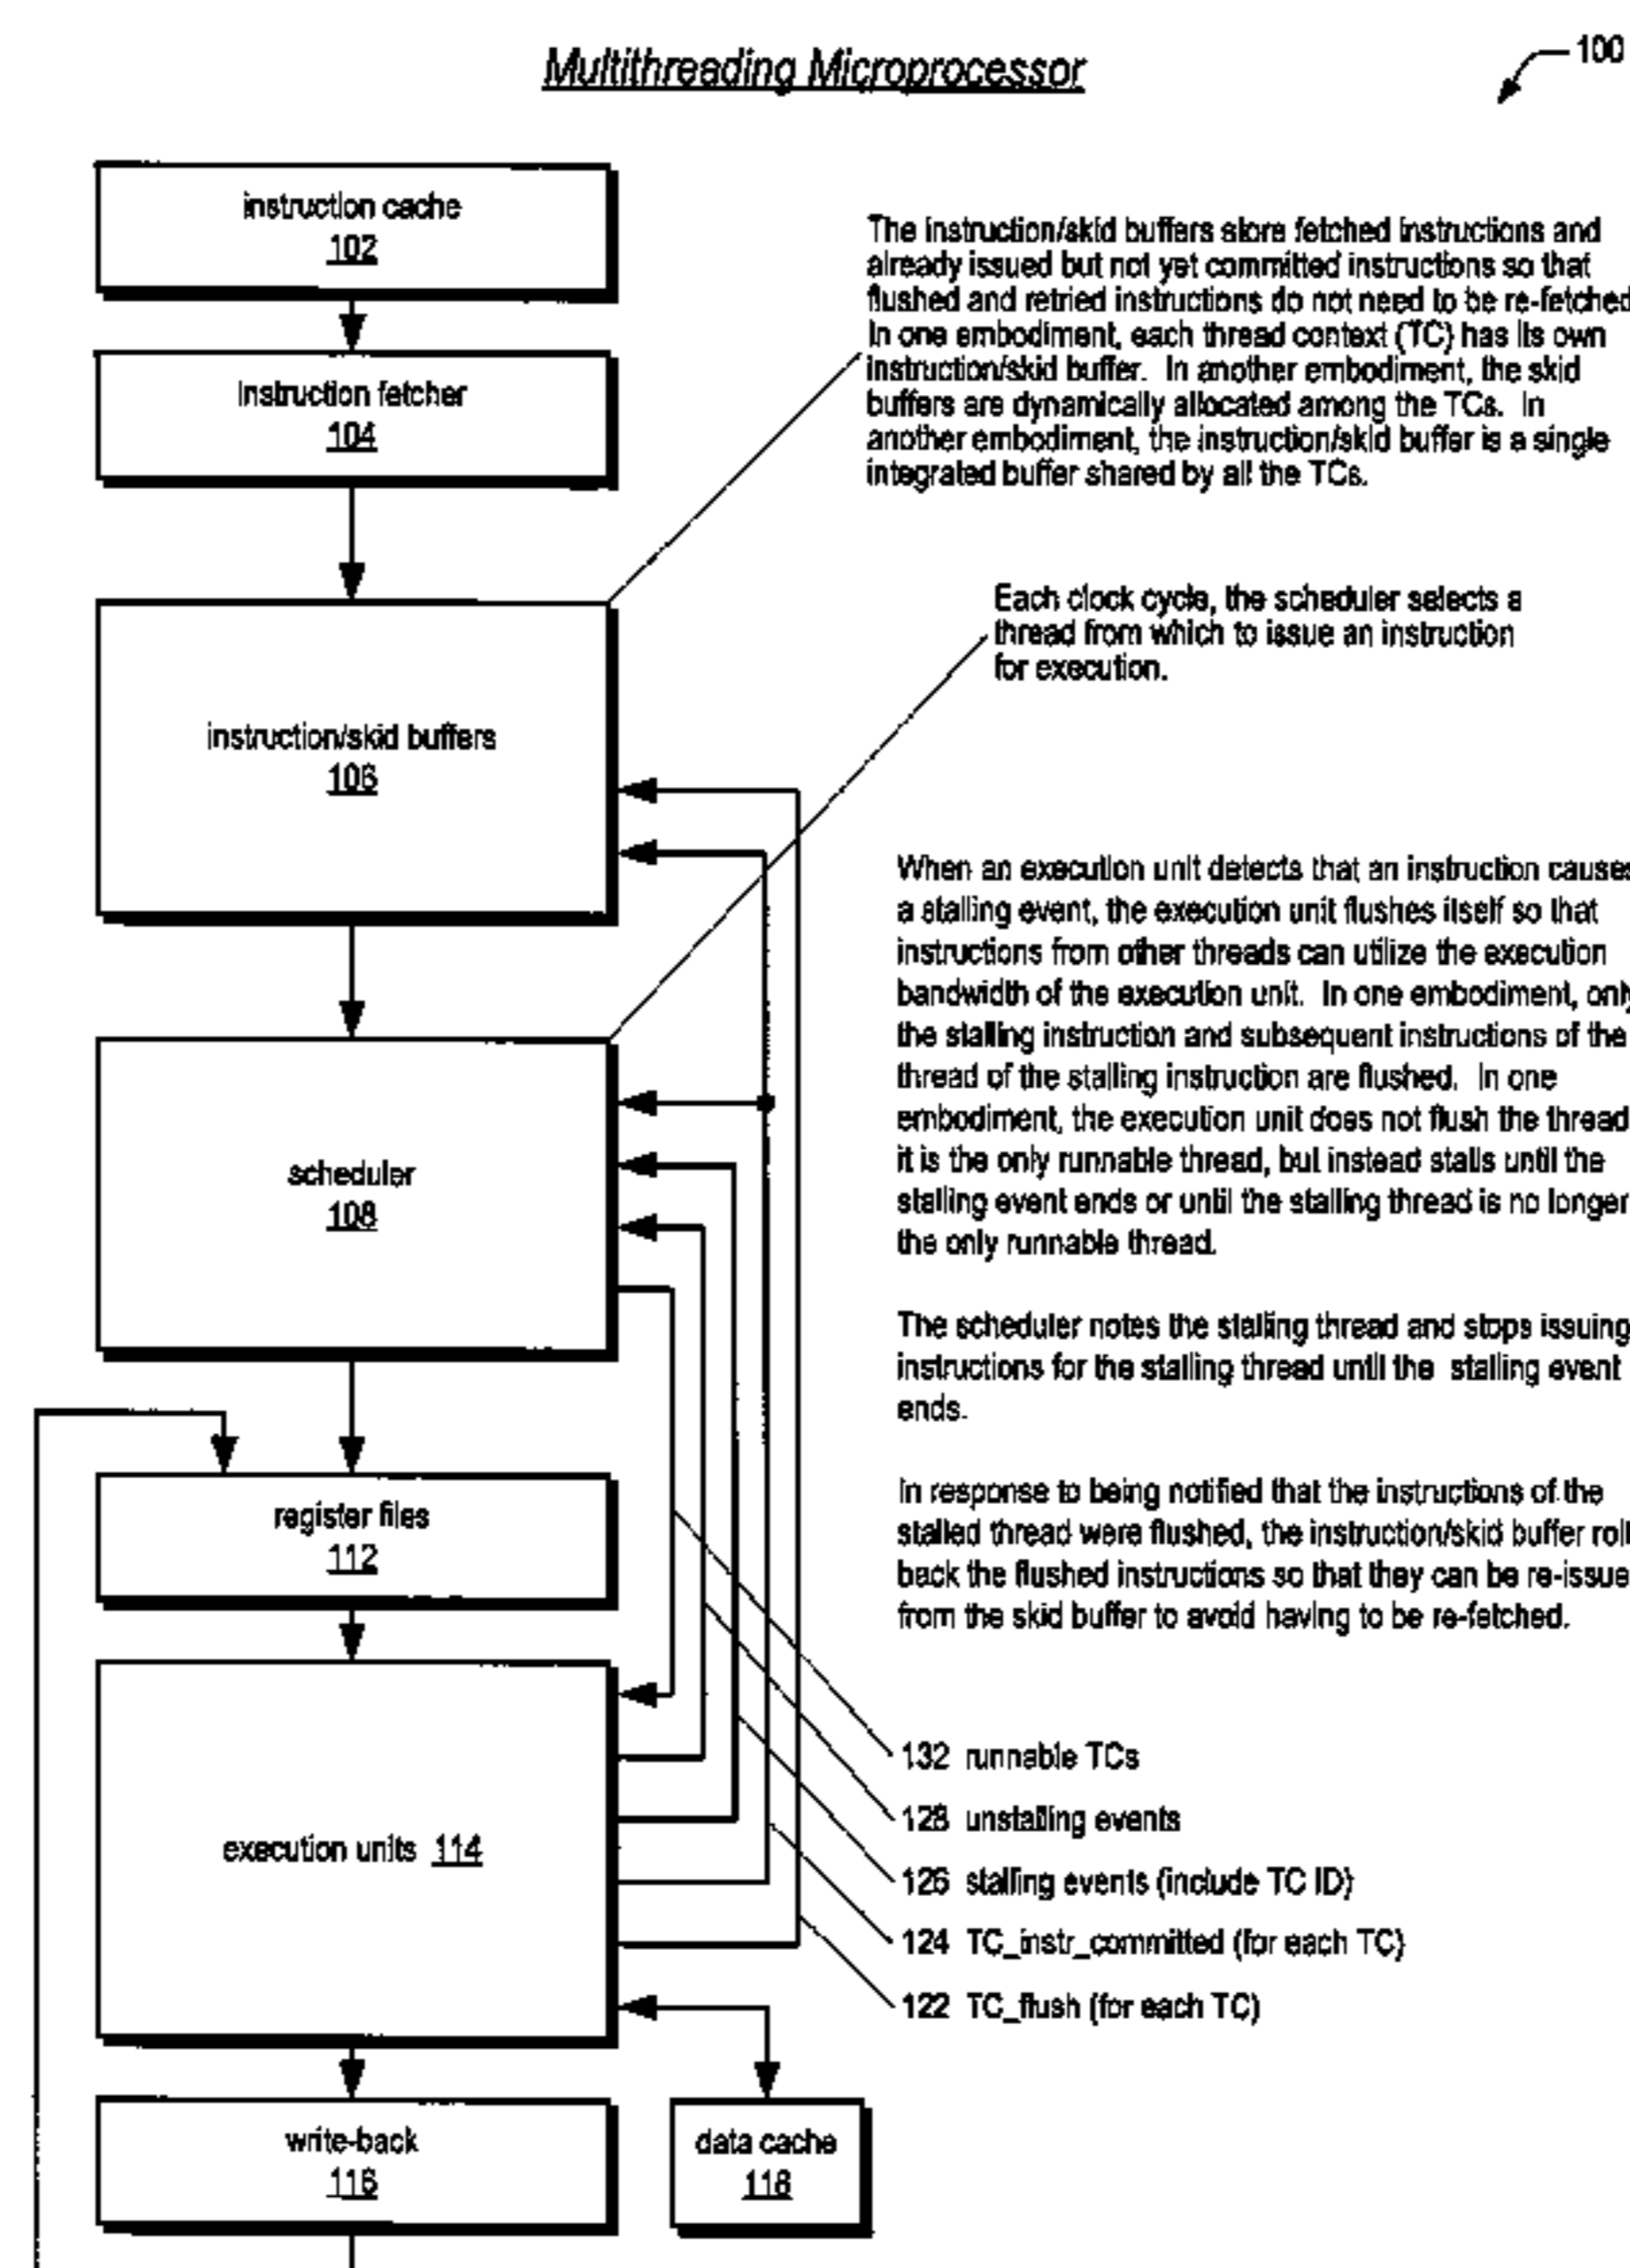 Multithreading Microprocessor
100
instruction cache
102
instruction fetcher
104
instruction/skid buffers
106
scheduler
108
register files
112
execution units 114
write-back
116
data cache
118
The instruction/skid buffers store fetched instructions and
already issued but not yet committed instructions so that
flushed and retried instructions do not need to be re-fetched
In one embodiment, each thread context (TC) has its own
instruction/skid buffer. In another embodiment, the skid
buffers are dynamically allocated among the TCs. In
another embodiment, the instruction/skid buffer is a single
integrated buffer shared by all the TCs.
Each clock cycle, the scheduler selects a
thread from which to issue an instruction
for execution.
When an execution unit detects that an instruction causes
a stalling event, the execution unit flushes itself so that
instructions from other threads can utilize the execution
bandwidth of the execution unit. In one embodiment, only
the stalling instruction and subsequent instructions of the
thread of the stalling instruction are flushed. In one
embodiment, the execution unit does not flush the thread
it is the only runnable thread, but instead stalls until the
stalling event ends or until the stalling thread is no longer
the only runnable thread.
The scheduler notes the stalling thread and stops issuing
instructions for the stalling thread until the stalling event
ends.
In response to being notified that the instructions of the
stalled thread were flushed, the instruction/skid buffer roll
back the flushed instructions so that they can be re-issue
from the skid buffer to avoid having to be re-fetched.
132 runnable TCs
128 unstalling events
126 stalling events (include TC ID)
124 TC_instr_committed (for each TC)
122 TC_flush (for each TC)